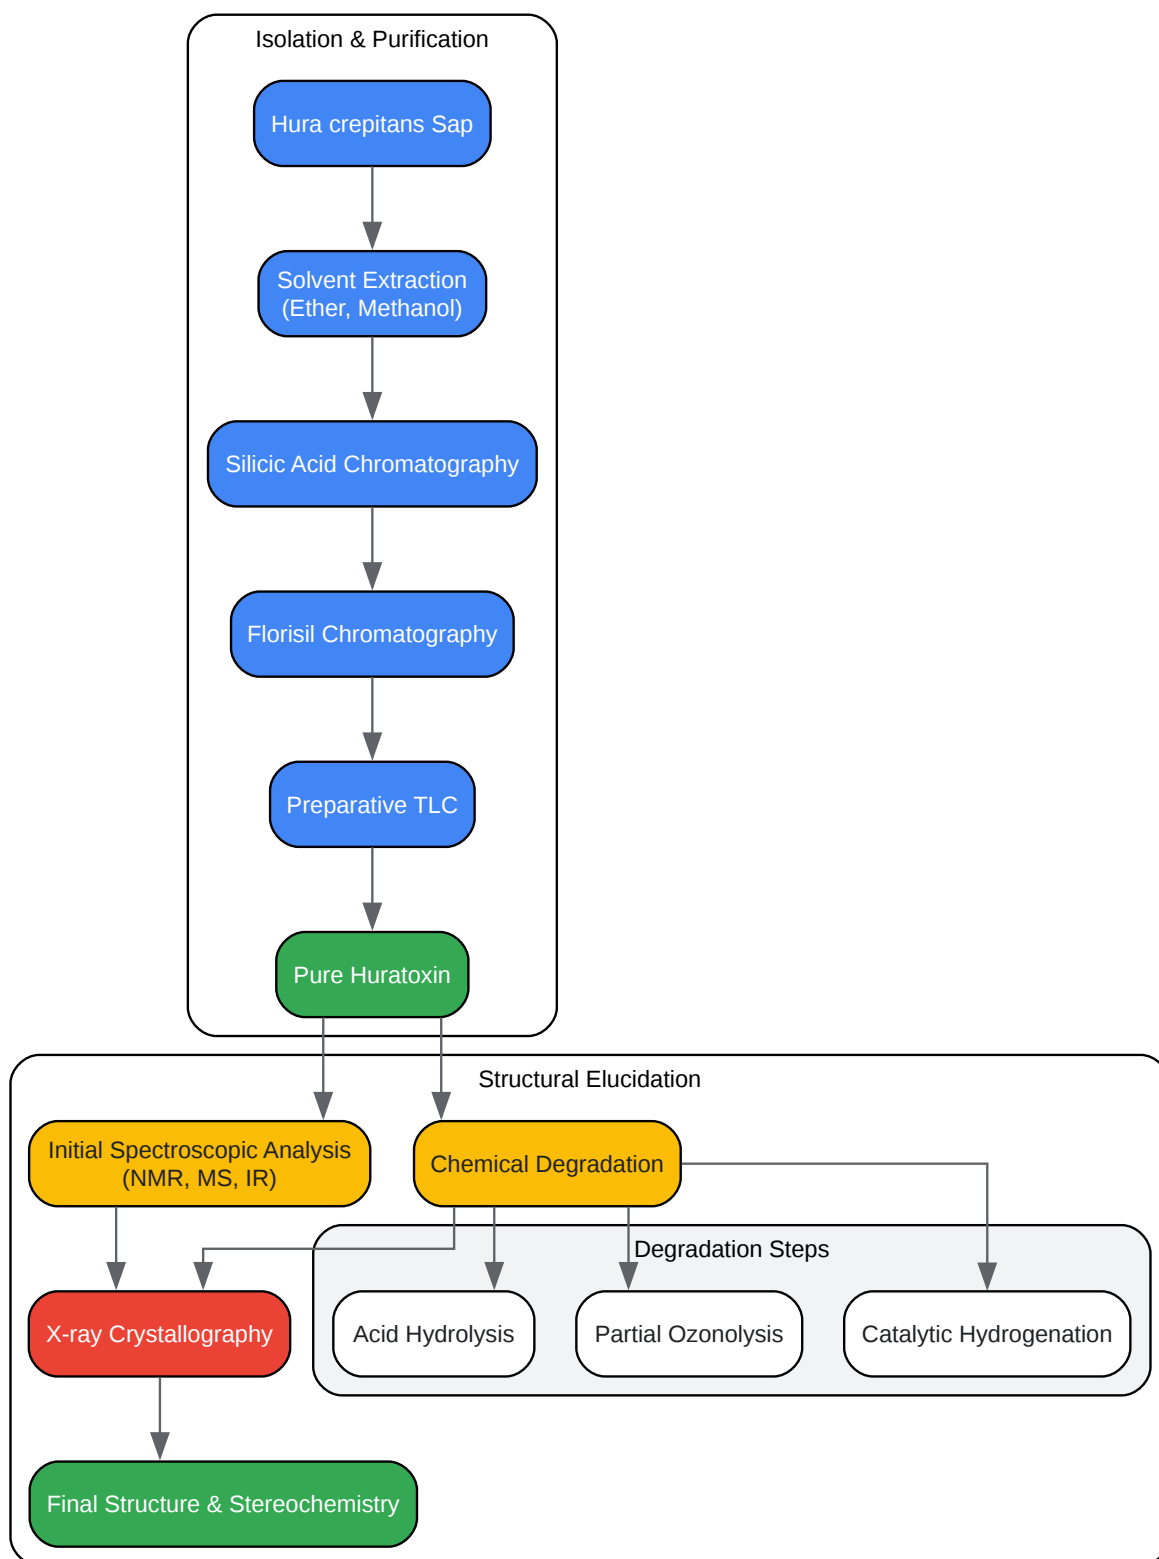 Isolation & Purification
Hura crepitans Sap
Solvent Extraction
(Ether, Methanol)
Silicic Acid Chromatography
Florisil Chromatography
Preparative TLC
Pure Huratoxin
Structural Elucidation
Initial Spectroscopic Analysis
(NMR, MS, IR)
Chemical Degradation
Degradation Steps
X-ray Crystallography
Acid Hydrolysis
Partial Ozonolysis
Catalytic Hydrogenation
Final Structure & Stereochemistry